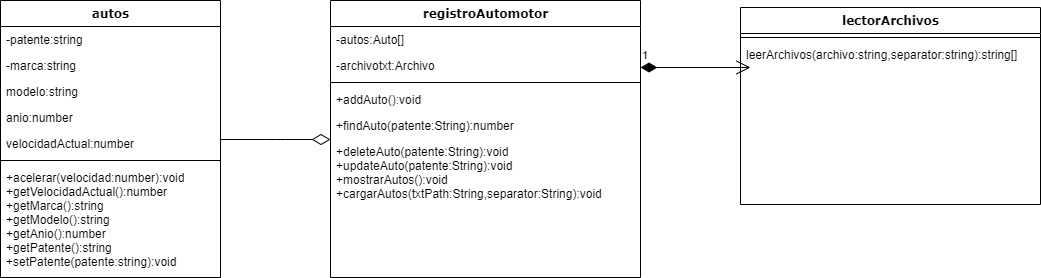 autos
-patente:string
-marca:string
modelo:string
anio:number
velocidadActual:number
+acelerar(velocidad:number):void
+getVelocidadActual():number
+getMarca():string
+getModelo():string
+getAnio():number
+getPatente():string
+setPatente(patente:string):void
registroAutomotor
-autos:Auto[]
-archivotxt:Archivo
+addAuto():void
+findAuto(patente:String):number
+deleteAuto(patente:String):void
+updateAuto(patente:String):void
+mostrarAutos():void
+cargarAutos(txtPath:String,separator:String):void
1
lectorArchivos
leerArchivos(archivo:string,separator:string):string[]